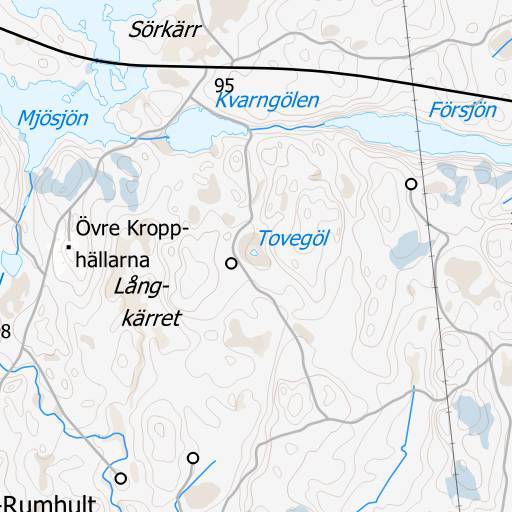 Sörkärr
95
Kvarngölen
Mjösjön
Försjön
Övre Kropp-
hällarna
Tovegöl
Lång-
kärret
8
-Rumhult